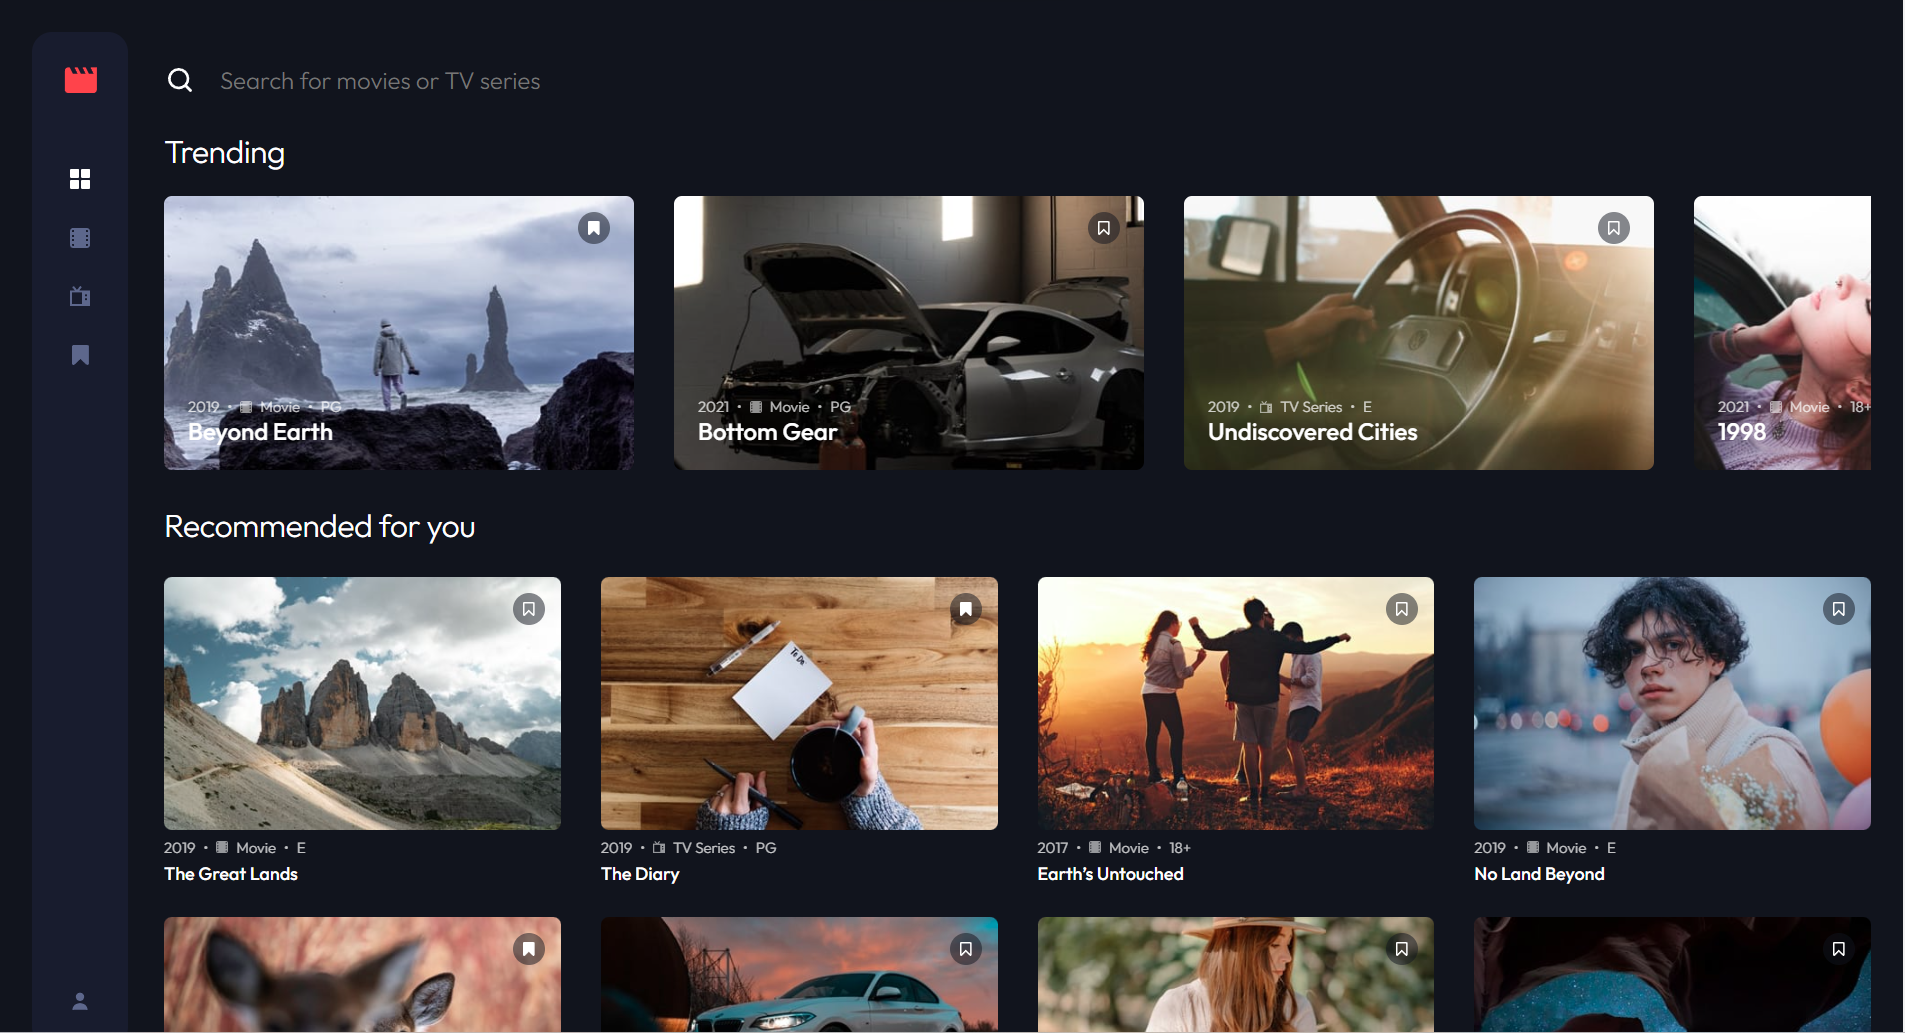 Search for movies or TV series
Trending
2019 · Movie · PG
Beyond Earth
2021 · Movie · PG
Bottom Gear
2019 · TV Series · E
Undiscovered Cities
2021 · Movie · 18+
1998
Recommended for you
To Do
2019 · Movie · E
The Great Lands
2019 · TV Series · PG
The Diary
2017 · Movie · 18+
Earth’s Untouched
2019 · Movie · E
No Land Beyond